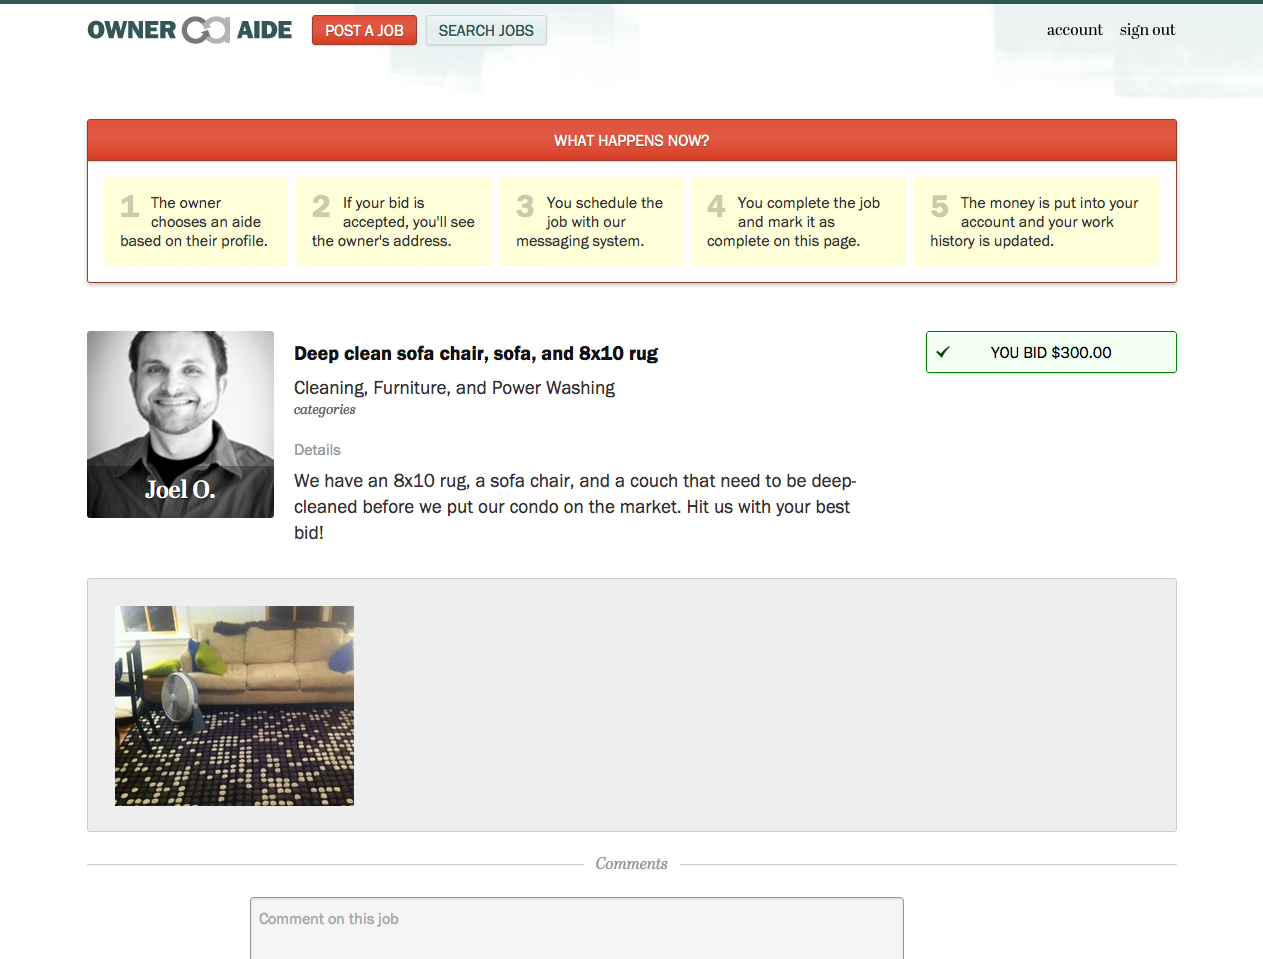 OWNER oa AIDE POST A JOB SEARCH JOBS account sign out
WHAT HAPPENS NOW?
1 The owner
chooses an aide
based on their profile.
2 If your bid is
accepted, you'll see
the owner's address.
3 You schedule the
job with our
messaging system.
4 You complete the job
and mark it as
complete on this page.
5 The money is put into your
account and your work
history is updated.
Joel O.
Deep clean sofa chair, sofa, and 8x10 rug
Cleaning, Furniture, and Power Washing
categories
Details
We have an 8x10 rug, a sofa chair, and a couch that need to be deep-
cleaned before we put our condo on the market. Hit us with your best
bid!
YOU BID $300.00
Comments
Comment on this job